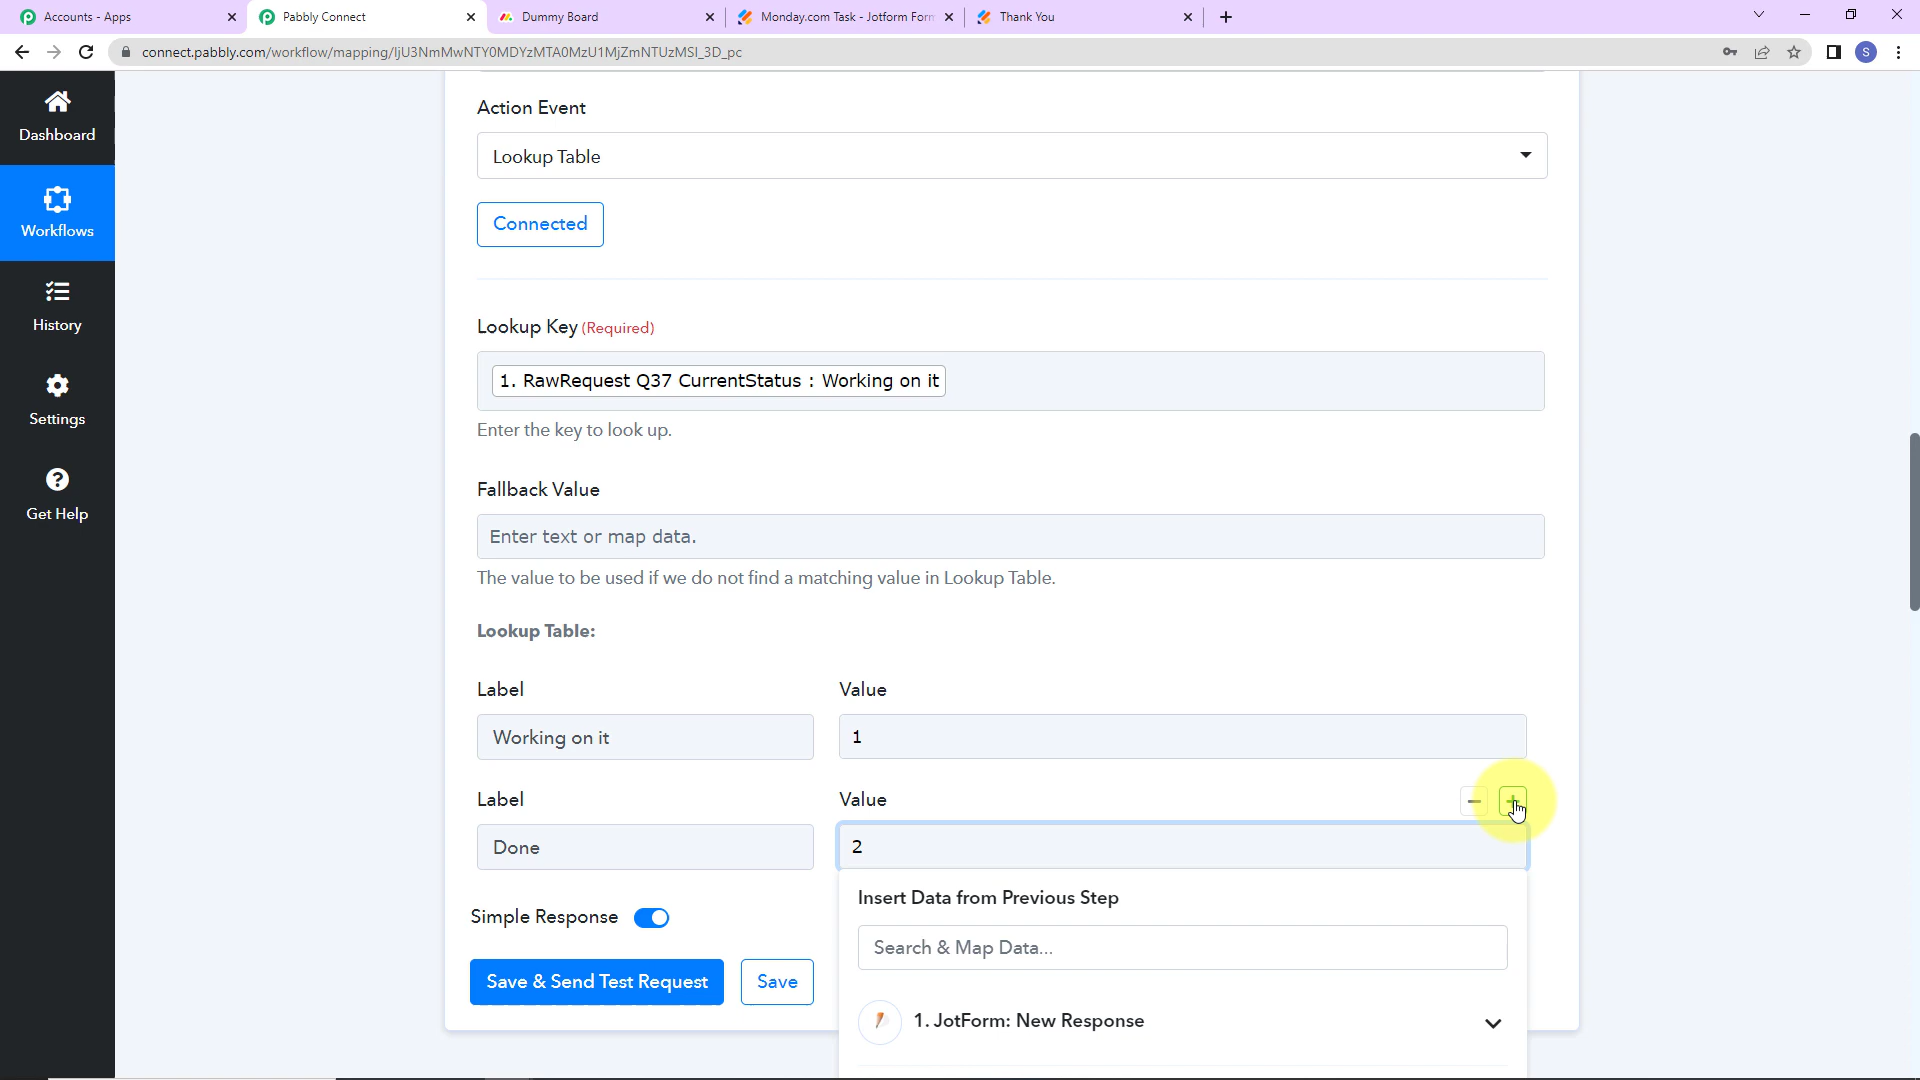 Accounts - Apps
Pabbly Connect
Dummy Board
Monday.com Task - Jotform Form
Thank You
connect.pabbly.com/workflow/mapping/IjU3NmMwNTY0MDYzMTA0MzU1MjZmNTUzMSI_3D_pc
S
Dashboard
Workflows
History
Settings
Get Help
Action Event
Lookup Table
Connected
Lookup Key (Required)
1. RawRequest Q37 CurrentStatus : Working on it
Enter the key to look up.
Fallback Value
Enter text or map data.
The value to be used if we do not find a matching value in Lookup Table.
Lookup Table:
Label Value
Working on it 1
Label Value
Done 2
Insert Data from Previous Step
Simple Response
Search & Map Data...
Save & Send Test Request Save
1. JotForm: New Response